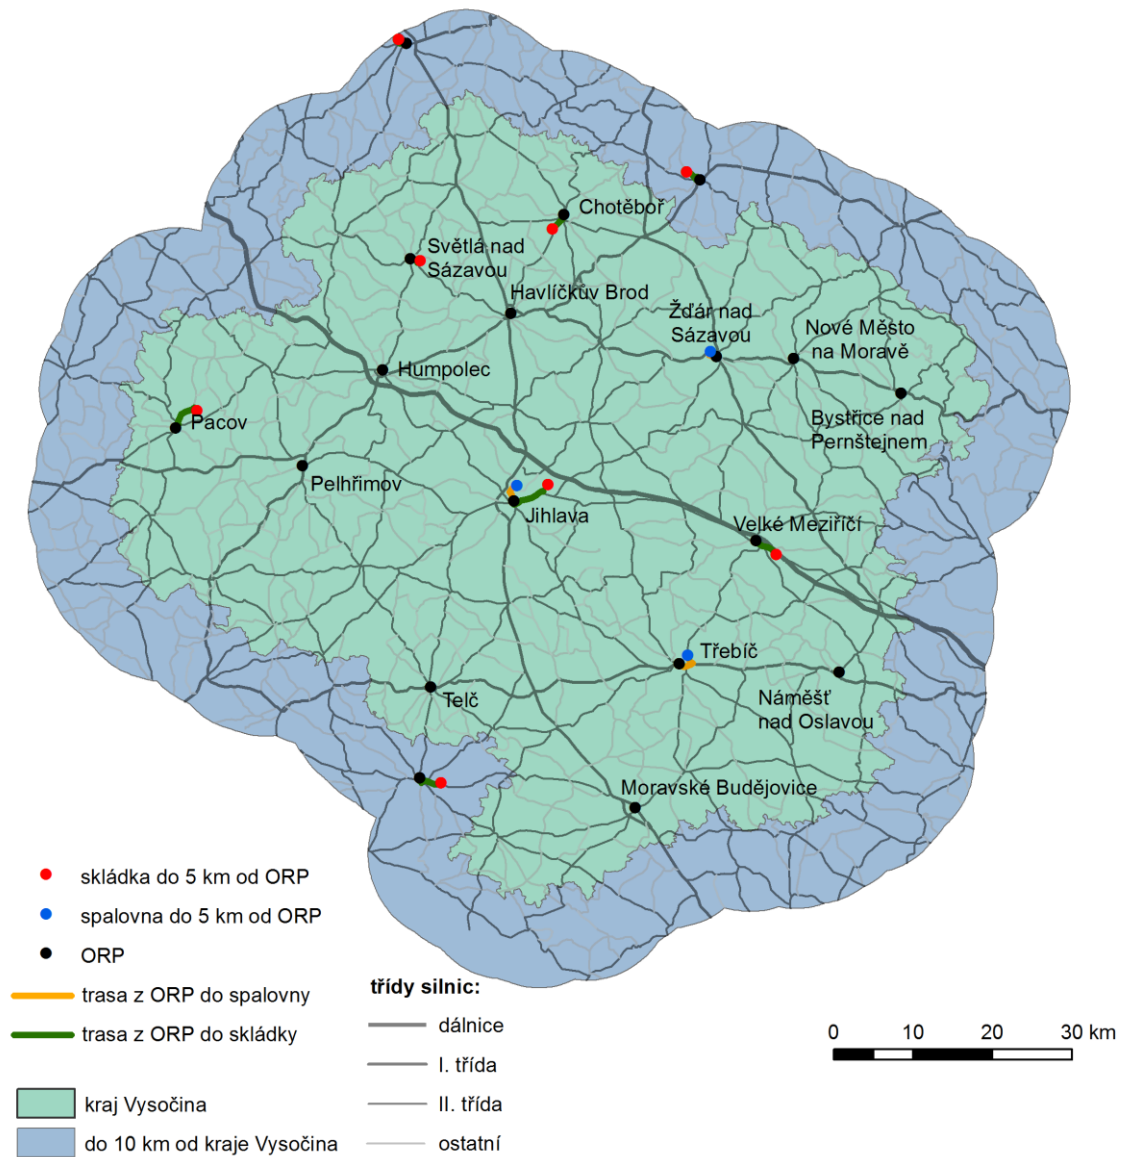 Chotěboř
Světlá nad
Sázavou
Havlíčkův Brod
Žďár nad
Sázavou
Nové Město
na Moravě
Humpolec
Pacov
Bystřice nad
Pernštejnem
Pelhřimov
Jihlava
Velké Meziříčí
Třebíč
Telč
Náměšť
nad Oslavou
Moravské Budějovice
skládka do 5 km od ORP
spalovna do 5 km od ORP
ORP
trasa z ORP do spalovny
trasa z ORP do skládky
kraj Vysočina
do 10 km od kraje Vysočina
třídy silnic:
dálnice
I. třída
II. třída
ostatní
0 10 20 30 km